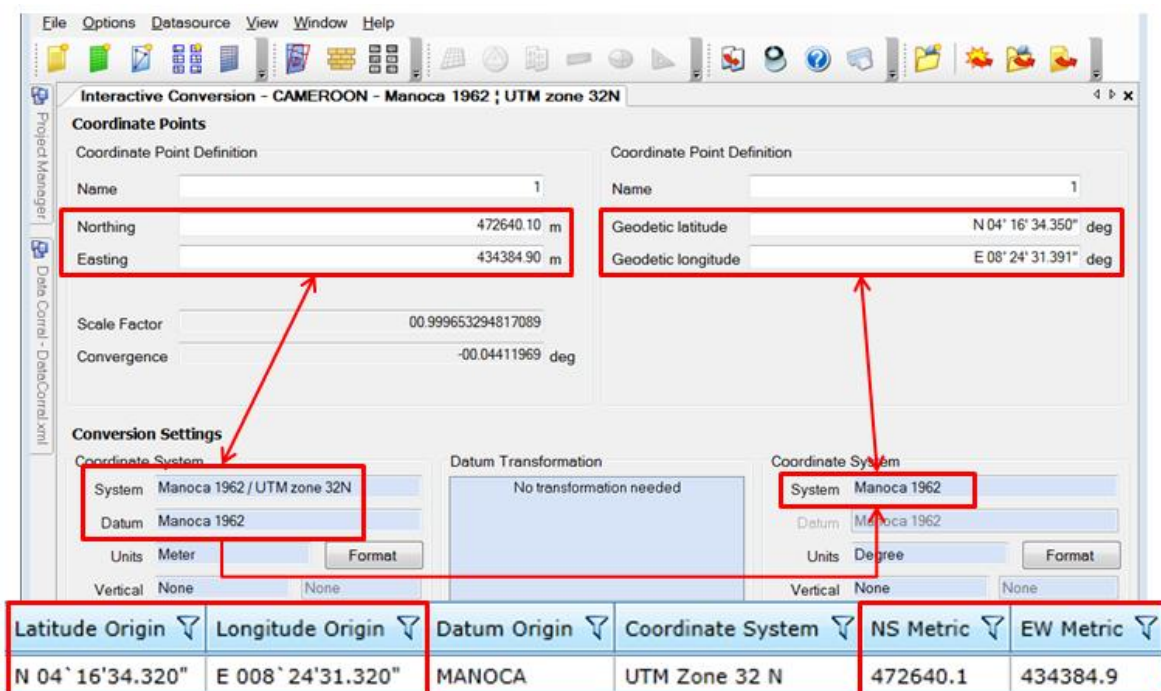 File Options Datasource View Window Help
Interactive Conversion - CAMEROON - Manoca 1962 ¦ UTM zone 32N
Project Manager
Data Corral - DataCorral.xml
Coordinate Points
Coordinate Point Definition Coordinate Point Definition
Name 1 Name 1
Northing 472640.10 m Geodetic latitude N 04° 16' 34.350" deg
Easting 434384.90 m Geodetic longitude E 08° 24' 31.391" deg
Scale Factor 00.999653294817089
Convergence -00.04411969 deg
Conversion Settings
Coordinate System Datum Transformation Coordinate System
System Manoca 1962 / UTM zone 32N No transformation needed System Manoca 1962
Datum Manoca 1962 Datum Manoca 1962
Units Meter Format Units Degree Format
Vertical None None Vertical None None
Latitude Origin Longitude Origin Datum Origin Coordinate System NS Metric EW Metric
N 04`16'34.320" E 008`24'31.320" MANOCA UTM Zone 32 N 472640.1 434384.9